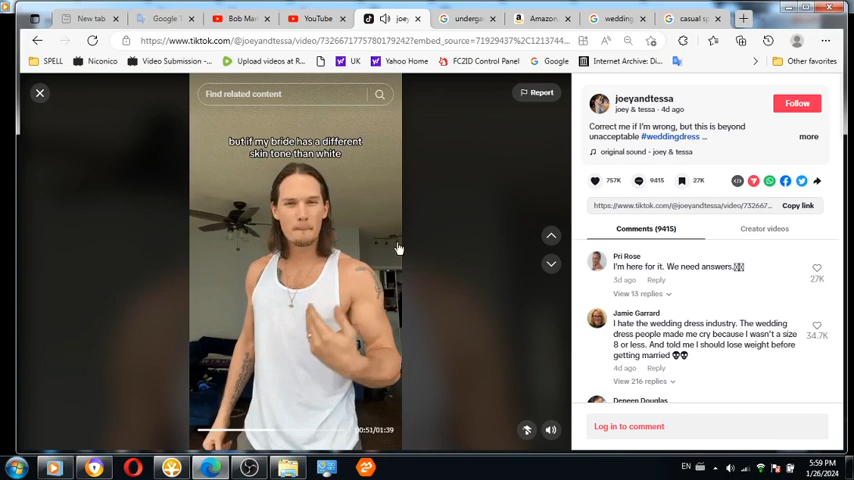 New tab
Google T
Bob Mar
YouTube
joey
underga
Amazon.
wedding
casual sp
https://www.tiktok.com/@joeyandtessa/video/7326671775780179242?embed_source=71929437%2C1213744...
SPELL
Niconico
Video Submission -...
Upload videos at R...
UK
Yahoo Home
FC2ID Control Panel
Google
Internet Archive: Di...
Other favorites
Find related content
Report
but if my bride has a different
skin tone than white
00:51/01:39
joeyandtessa
joey & tessa · 4d ago
Follow
Correct me if I'm wrong, but this is beyond
unacceptable #weddingdress ...
more
original sound - joey & tessa
757K
9415
27K
https://www.tiktok.com/@joeyandtessa/video/732667...
Copy link
Comments (9415)
Creator videos
Pri Rose
I'm here for it. We need answers.
3d ago
Reply
27K
View 13 replies
Jamie Garrard
I hate the wedding dress industry. The wedding
dress people made me cry because I wasn't a size
8 or less. And told me I should lose weight before
getting married
34.7K
4d ago
Reply
View 216 replies
Deneen Douglas
Log in to comment
EN
5:59 PM
1/26/2024